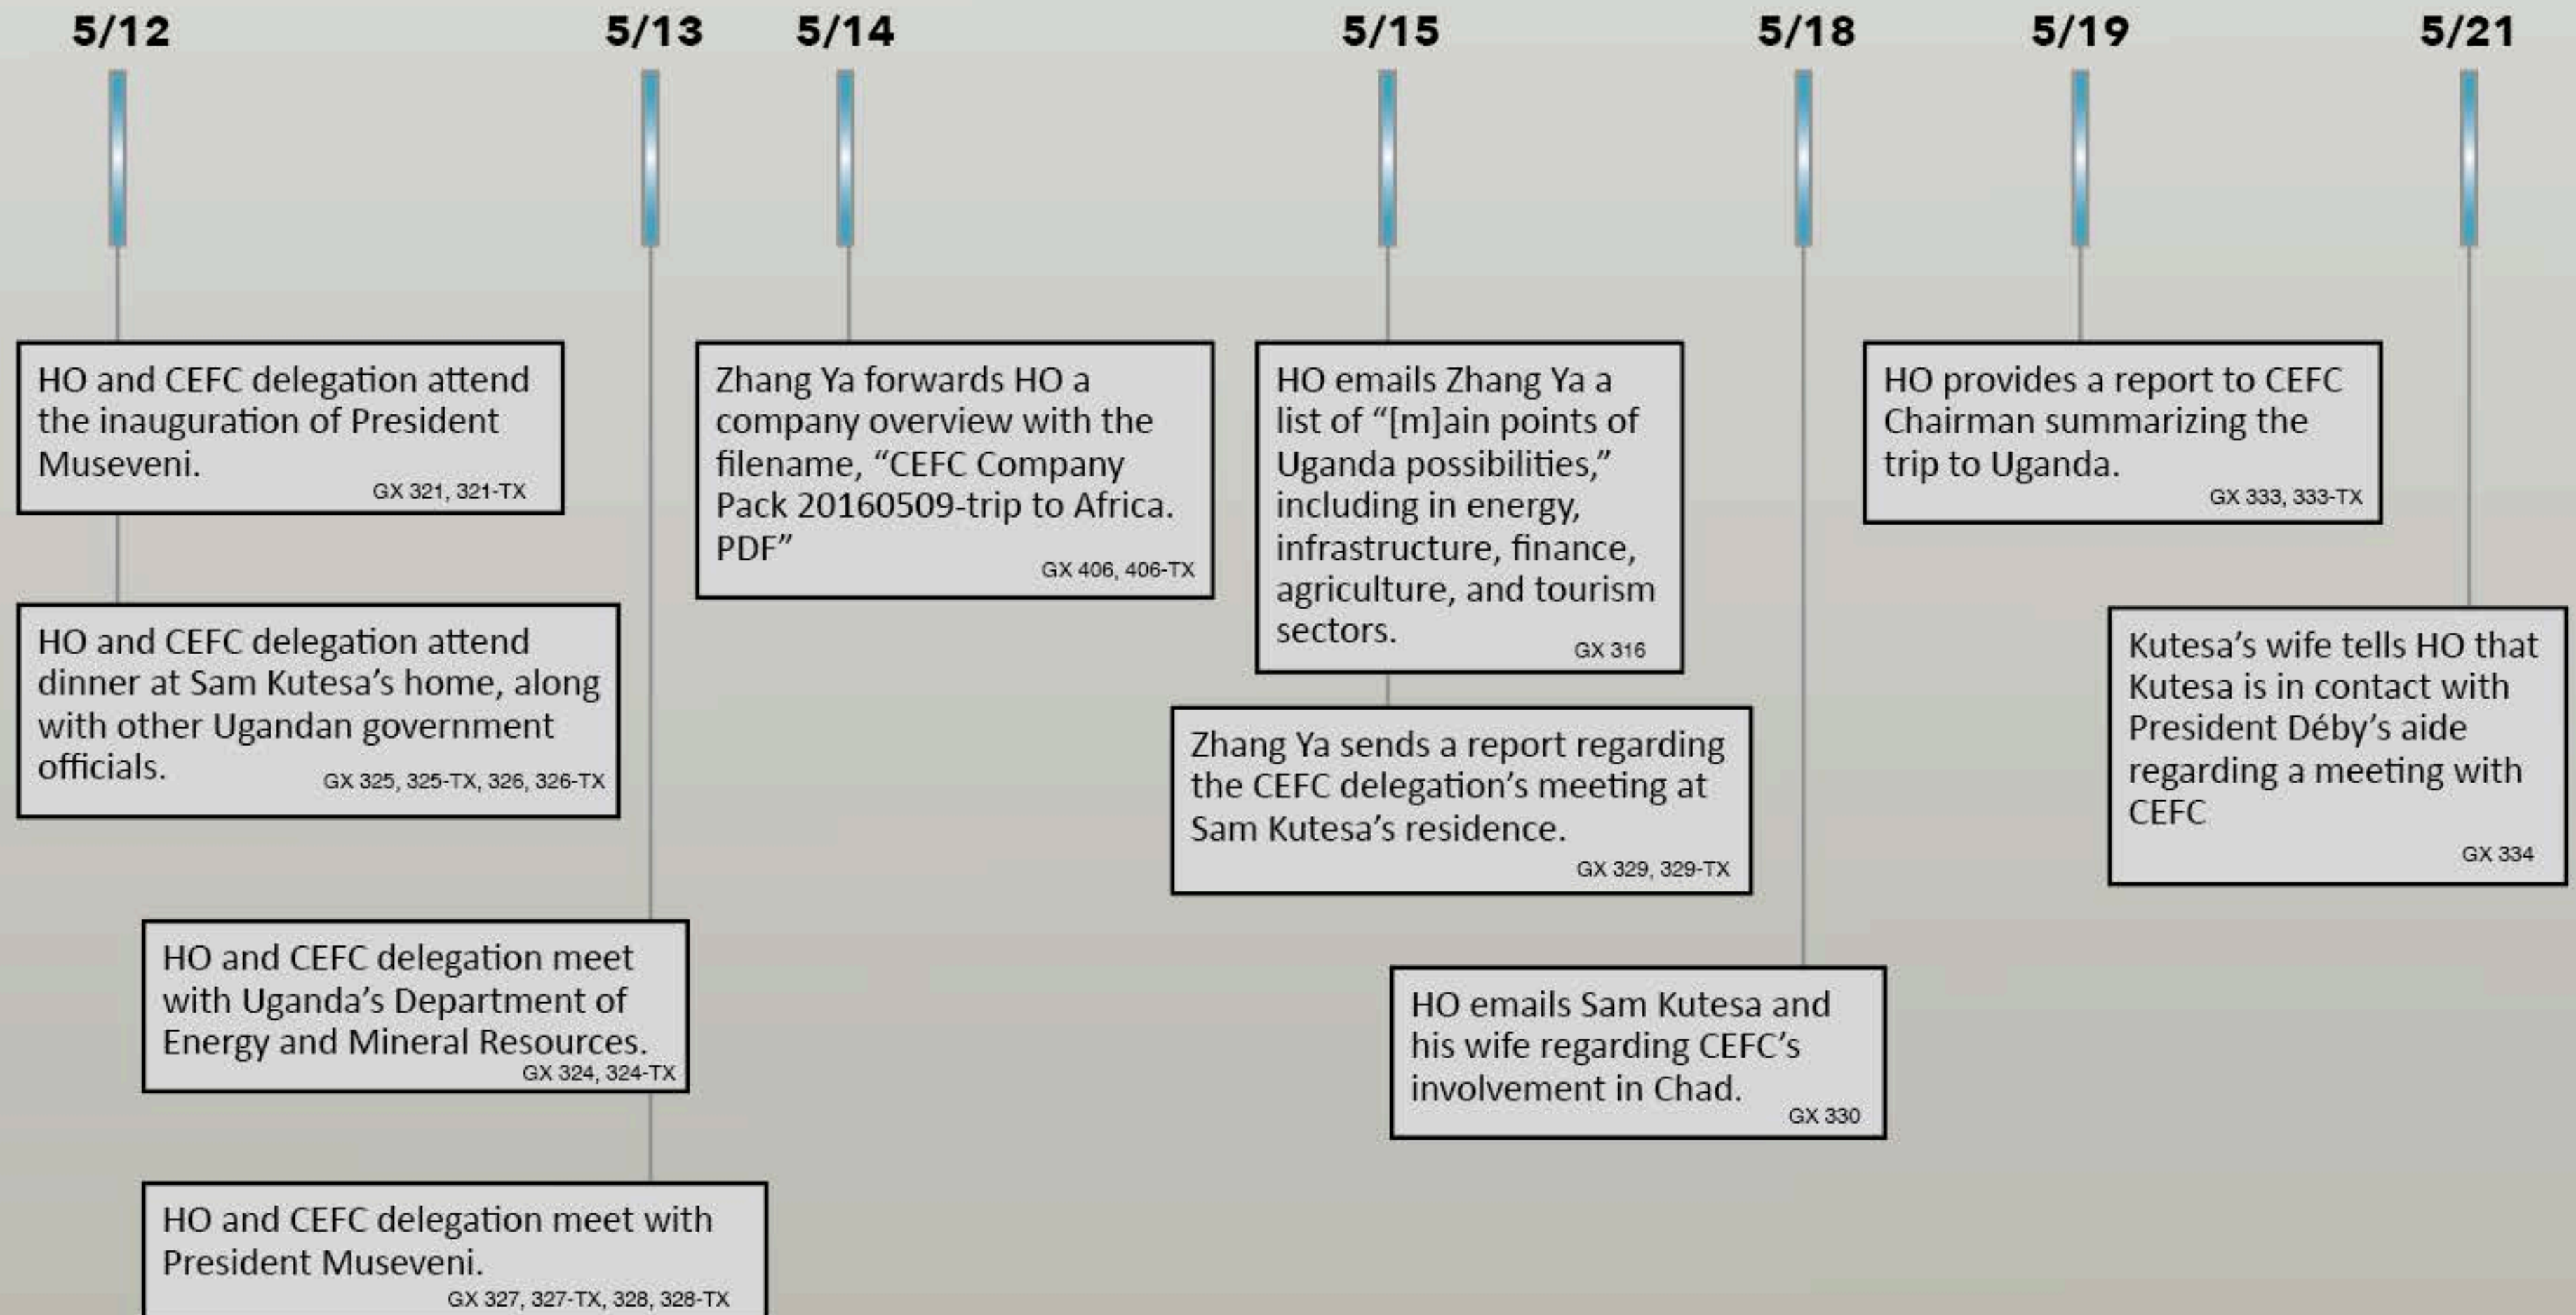 5/12
5/13
5/14
5/15
5/18
5/19
5/21
HO and CEFC delegation attend
the inauguration of President
Museveni.
GX 321, 321-TX
HO and CEFC delegation attend
dinner at Sam Kutesa’s home, along
with other Ugandan government
officials.
GX 325, 325-TX, 326, 326-TX
HO and CEFC delegation meet
with Uganda’s Department of
Energy and Mineral Resources.
GX 324, 324-TX
HO and CEFC delegation meet with
President Museveni.
GX 327, 327-TX, 328, 328-TX
Zhang Ya forwards HO a
company overview with the
filename, “CEFC Company
Pack 20160509-trip to Africa.
PDF”
GX 406, 406-TX
HO emails Zhang Ya a
list of “[m]ain points of
Uganda possibilities,”
including in energy,
infrastructure, finance,
agriculture, and tourism
sectors.
GX 316
Zhang Ya sends a report regarding
the CEFC delegation’s meeting at
Sam Kutesa’s residence.
GX 329, 329-TX
HO emails Sam Kutesa and
his wife regarding CEFC’s
involvement in Chad.
GX 330
HO provides a report to CEFC
Chairman summarizing the
trip to Uganda.
GX 333, 333-TX
Kutesa’s wife tells HO that
Kutesa is in contact with
President Déby’s aide
regarding a meeting with
CEFC
GX 334